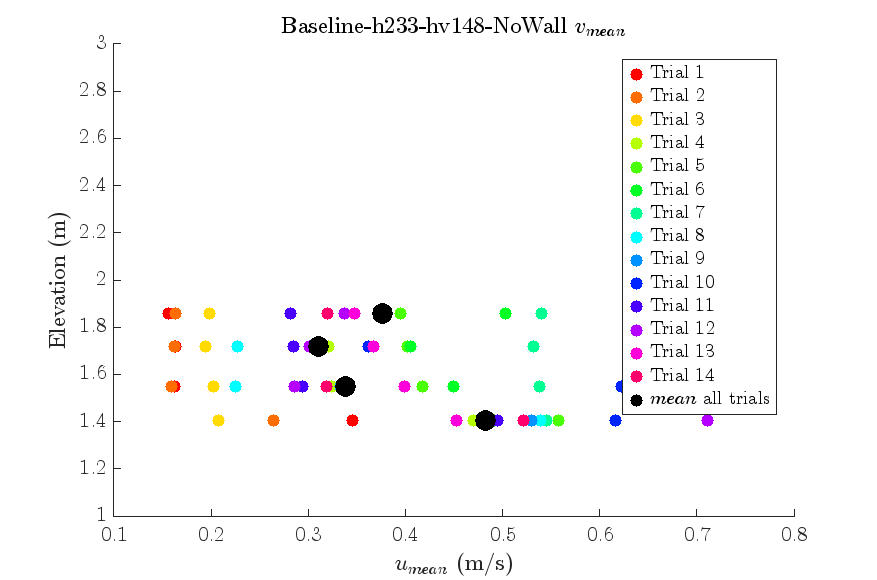 Baseline-h233-hv148-NoWall v_mean
3
2.8
2.6
2.4
2.2
2
1.8
1.6
1.4
1.2
1
Elevation (m)
0.1 0.2 0.3 0.4 0.5 0.6 0.7 0.8
u_mean (m/s)
Trial 1
Trial 2
Trial 3
Trial 4
Trial 5
Trial 6
Trial 7
Trial 8
Trial 9
Trial 10
Trial 11
Trial 12
Trial 13
Trial 14
mean all trials